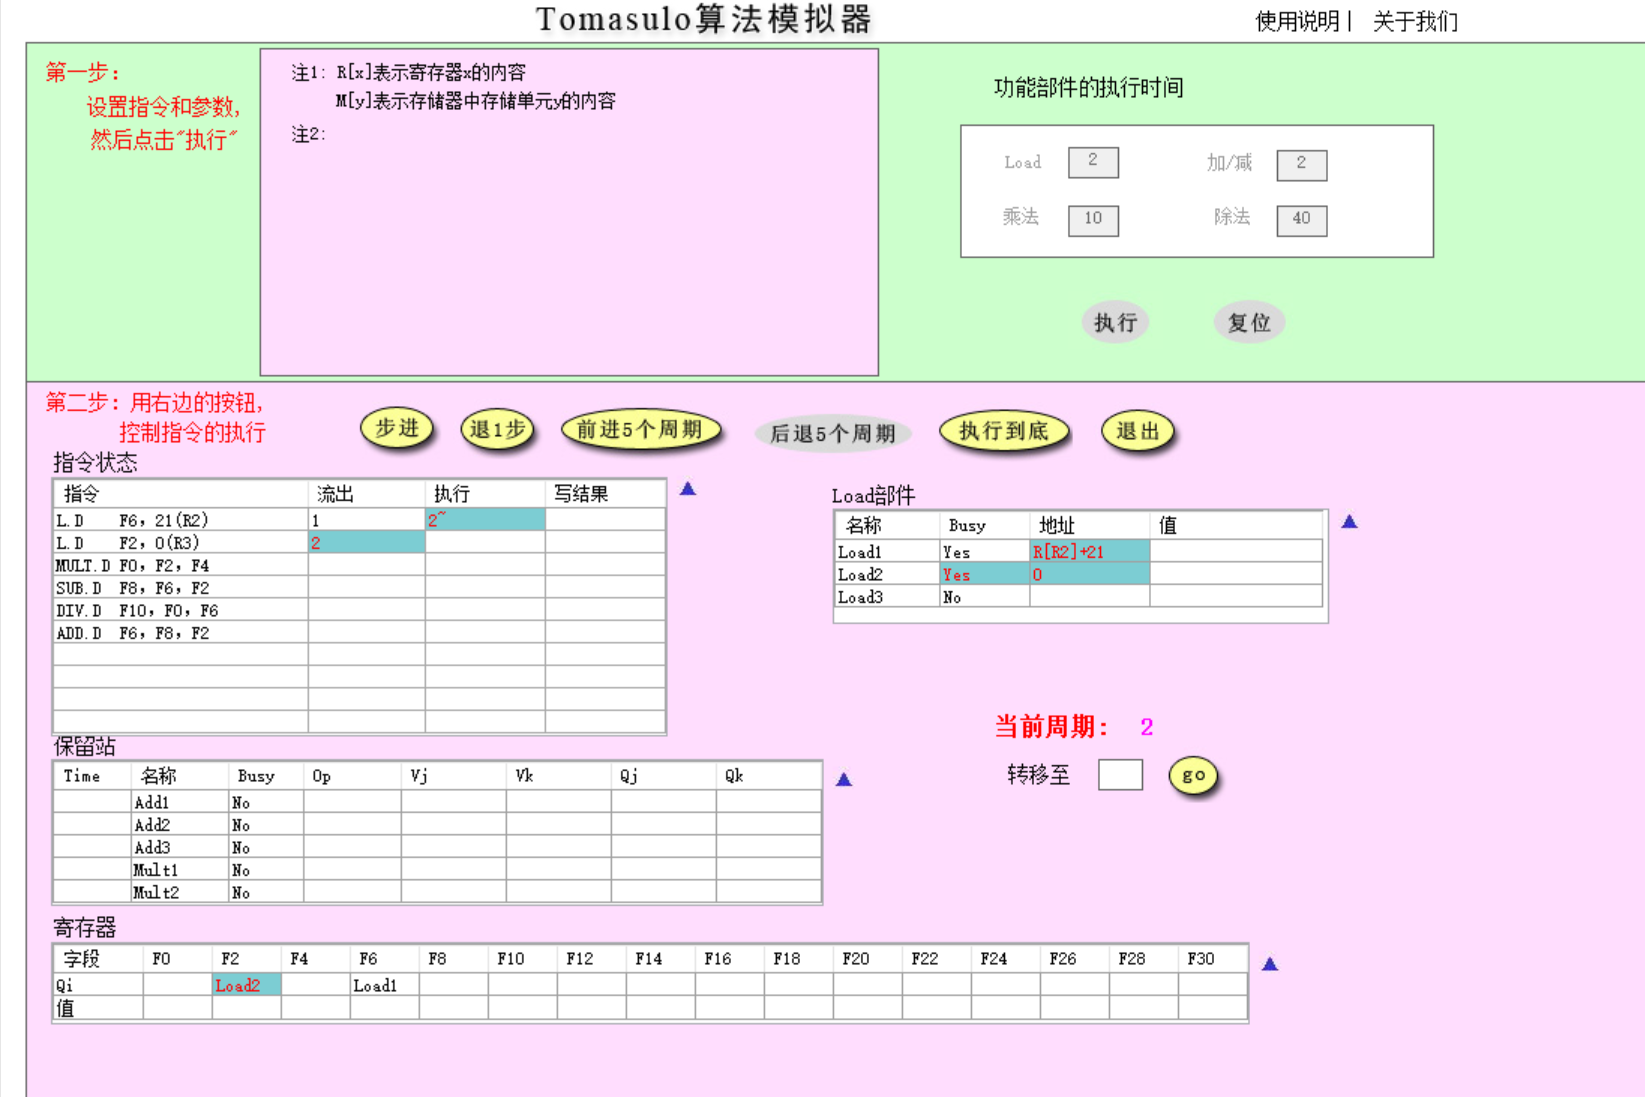 Tomasulo算法模拟器
使用说明| 关于我们
第一步:
设置指令和参数,
然后点击"执行"
注1: R[x]表示寄存器x的内容
M[y]表示存储器中存储单元y的内容
注2:
功能部件的执行时间
Load 2 加/减 2
乘法 10 除法 40
执行 复位
第二步: 用右边的按钮,
控制指令的执行
步进 退1步 前进5个周期 后退5个周期 执行到底 退出
指令状态
指令 流出 执行 写结果
L.D F6, 21(R2) 1 2~
L.D F2, 0(R3) 2
MULT.D F0, F2, F4
SUB.D F8, F6, F2
DIV.D F10, F0, F6
ADD.D F6, F8, F2
Load部件
名称 Busy 地址 值
Load1 Yes R[R2]+21
Load2 Yes 0
Load3 No
当前周期: 2
转移至 go
保留站
Time 名称 Busy Op Vj Vk Qj Qk
Add1 No
Add2 No
Add3 No
Mult1 No
Mult2 No
寄存器
字段 F0 F2 F4 F6 F8 F10 F12 F14 F16 F18 F20 F22 F24 F26 F28 F30
Qi Load2 Load1
值